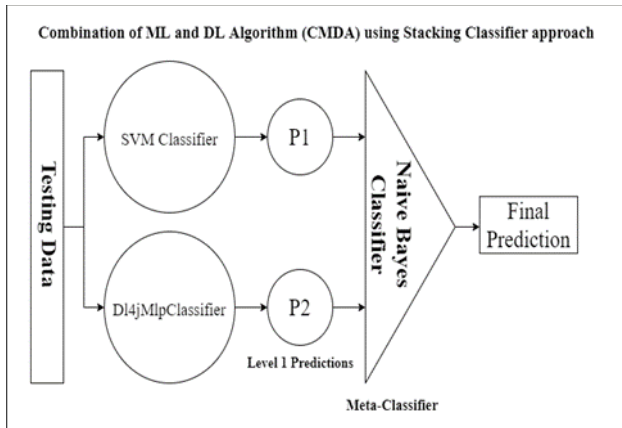 Combination of ML and DL Algorithm (CMDA) using Stacking Classifier approach
Testing Data
SVM Classifier
P1
Dl4jMlpClassifier
P2
Level 1 Predictions
Naive Bayes
Classifier
Meta-Classifier
Final
Prediction